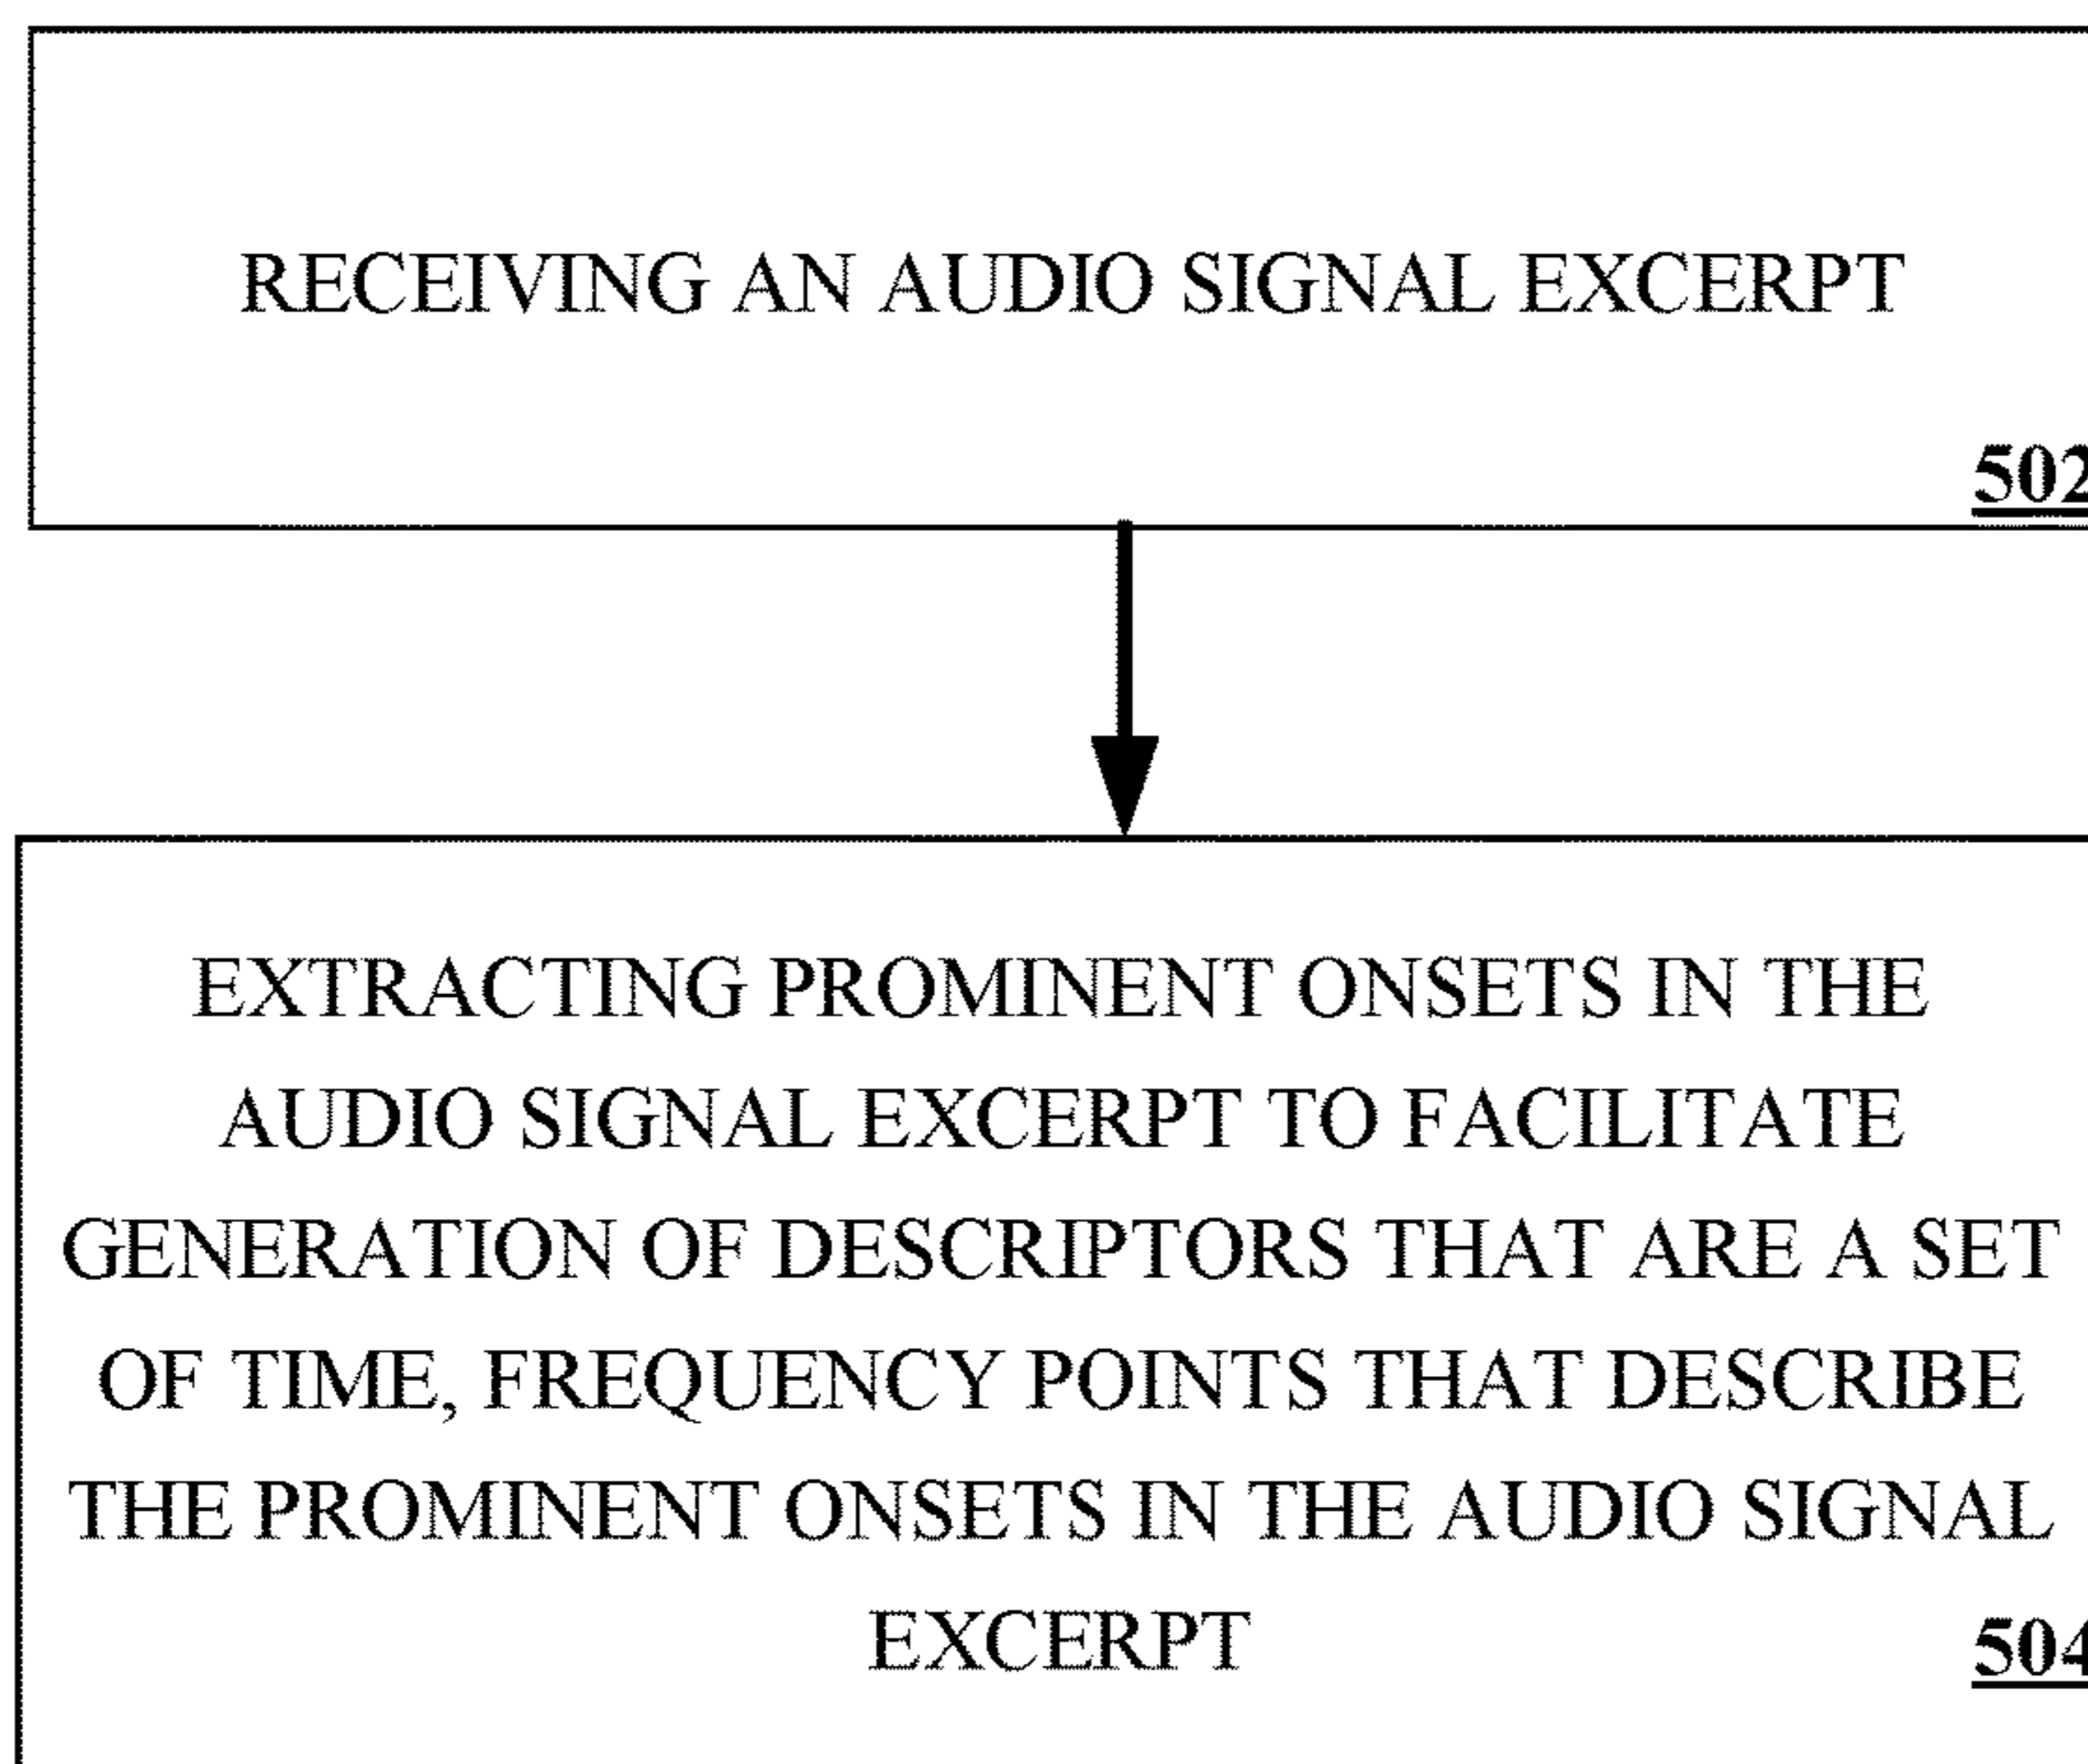 RECEIVING AN AUDIO SIGNAL EXCERPT
502
EXTRACTING PROMINENT ONSETS IN THE
AUDIO SIGNAL EXCERPT TO FACILITATE
GENERATION OF DESCRIPTORS THAT ARE A SET
OF TIME, FREQUENCY POINTS THAT DESCRIBE
THE PROMINENT ONSETS IN THE AUDIO SIGNAL
EXCERPT
504